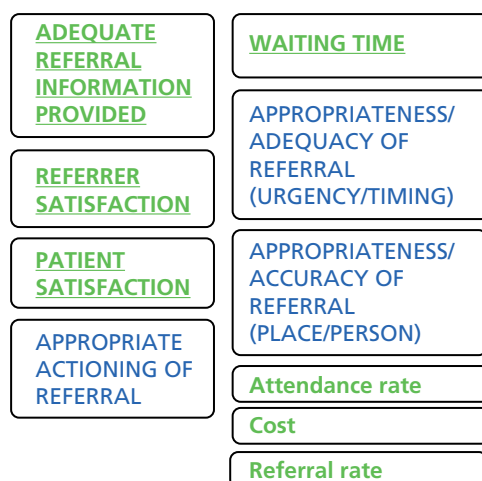 ADEQUATE
REFERRAL
INFORMATION
PROVIDED
REFERRER
SATISFACTION
PATIENT
SATISFACTION
APPROPRIATE
ACTIONING OF
REFERRAL
WAITING TIME
APPROPRIATENESS/
ADEQUACY OF
REFERRAL
(URGENCY/TIMING)
APPROPRIATENESS/
ACCURACY OF
REFERRAL
(PLACE/PERSON)
Attendance rate
Cost
Referral rate